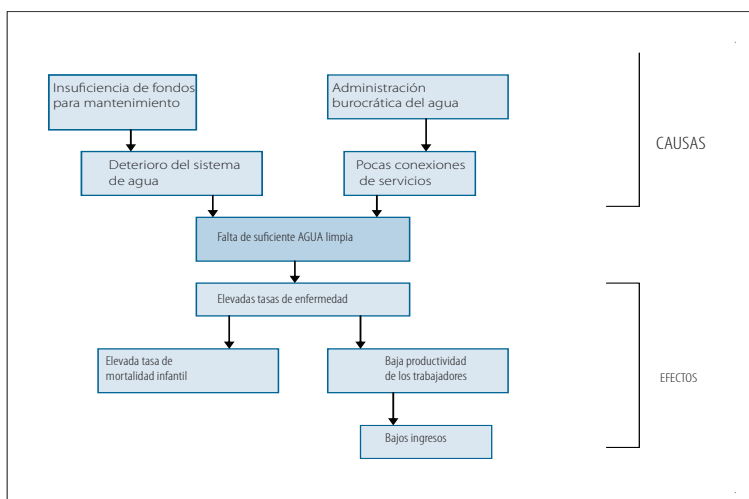 Insuficiencia de fondos
para mantenimiento
Administración
burocrática del agua
CAUSAS
Deterioro del sistema
de agua
Pocas conexiones
de servicios
Falta de suficiente AGUA limpia
Elevadas tasas de enfermedad
Elevada tasa de
mortalidad infantil
Baja productividad
de los trabajadores
EFECTOS
Bajos ingresos